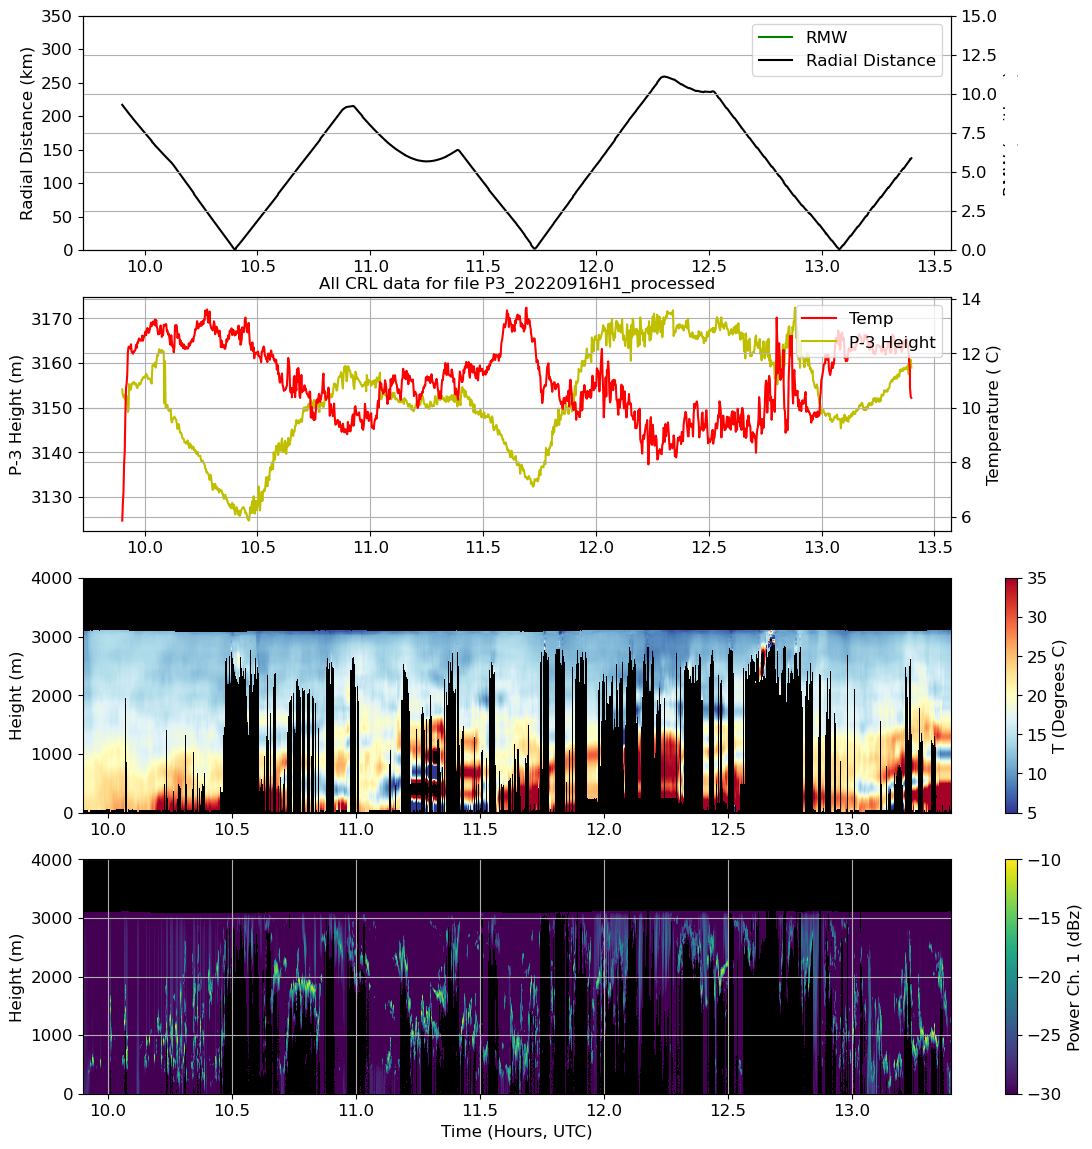 350
300
250
200
150
100
50
0
Radial Distance (km)
RMW
Radial Distance
15.0
12.5
10.0
7.5
5.0
2.5
0.0
10.0 10.5 11.0 11.5 12.0 12.5 13.0 13.5
All CRL data for file P3_20220916H1_processed
3170
3160
3150
3140
3130
P-3 Height (m)
Temp
P-3 Height
14
12
10
8
6
Temperature ( C)
10.0 10.5 11.0 11.5 12.0 12.5 13.0 13.5
4000
3000
2000
1000
0
Height (m)
10.0 10.5 11.0 11.5 12.0 12.5 13.0
35
30
25
20
15
10
5
T (Degrees C)
4000
3000
2000
1000
0
Height (m)
10.0 10.5 11.0 11.5 12.0 12.5 13.0
Time (Hours, UTC)
−10
−15
−20
−25
−30
Power Ch. 1 (dBz)